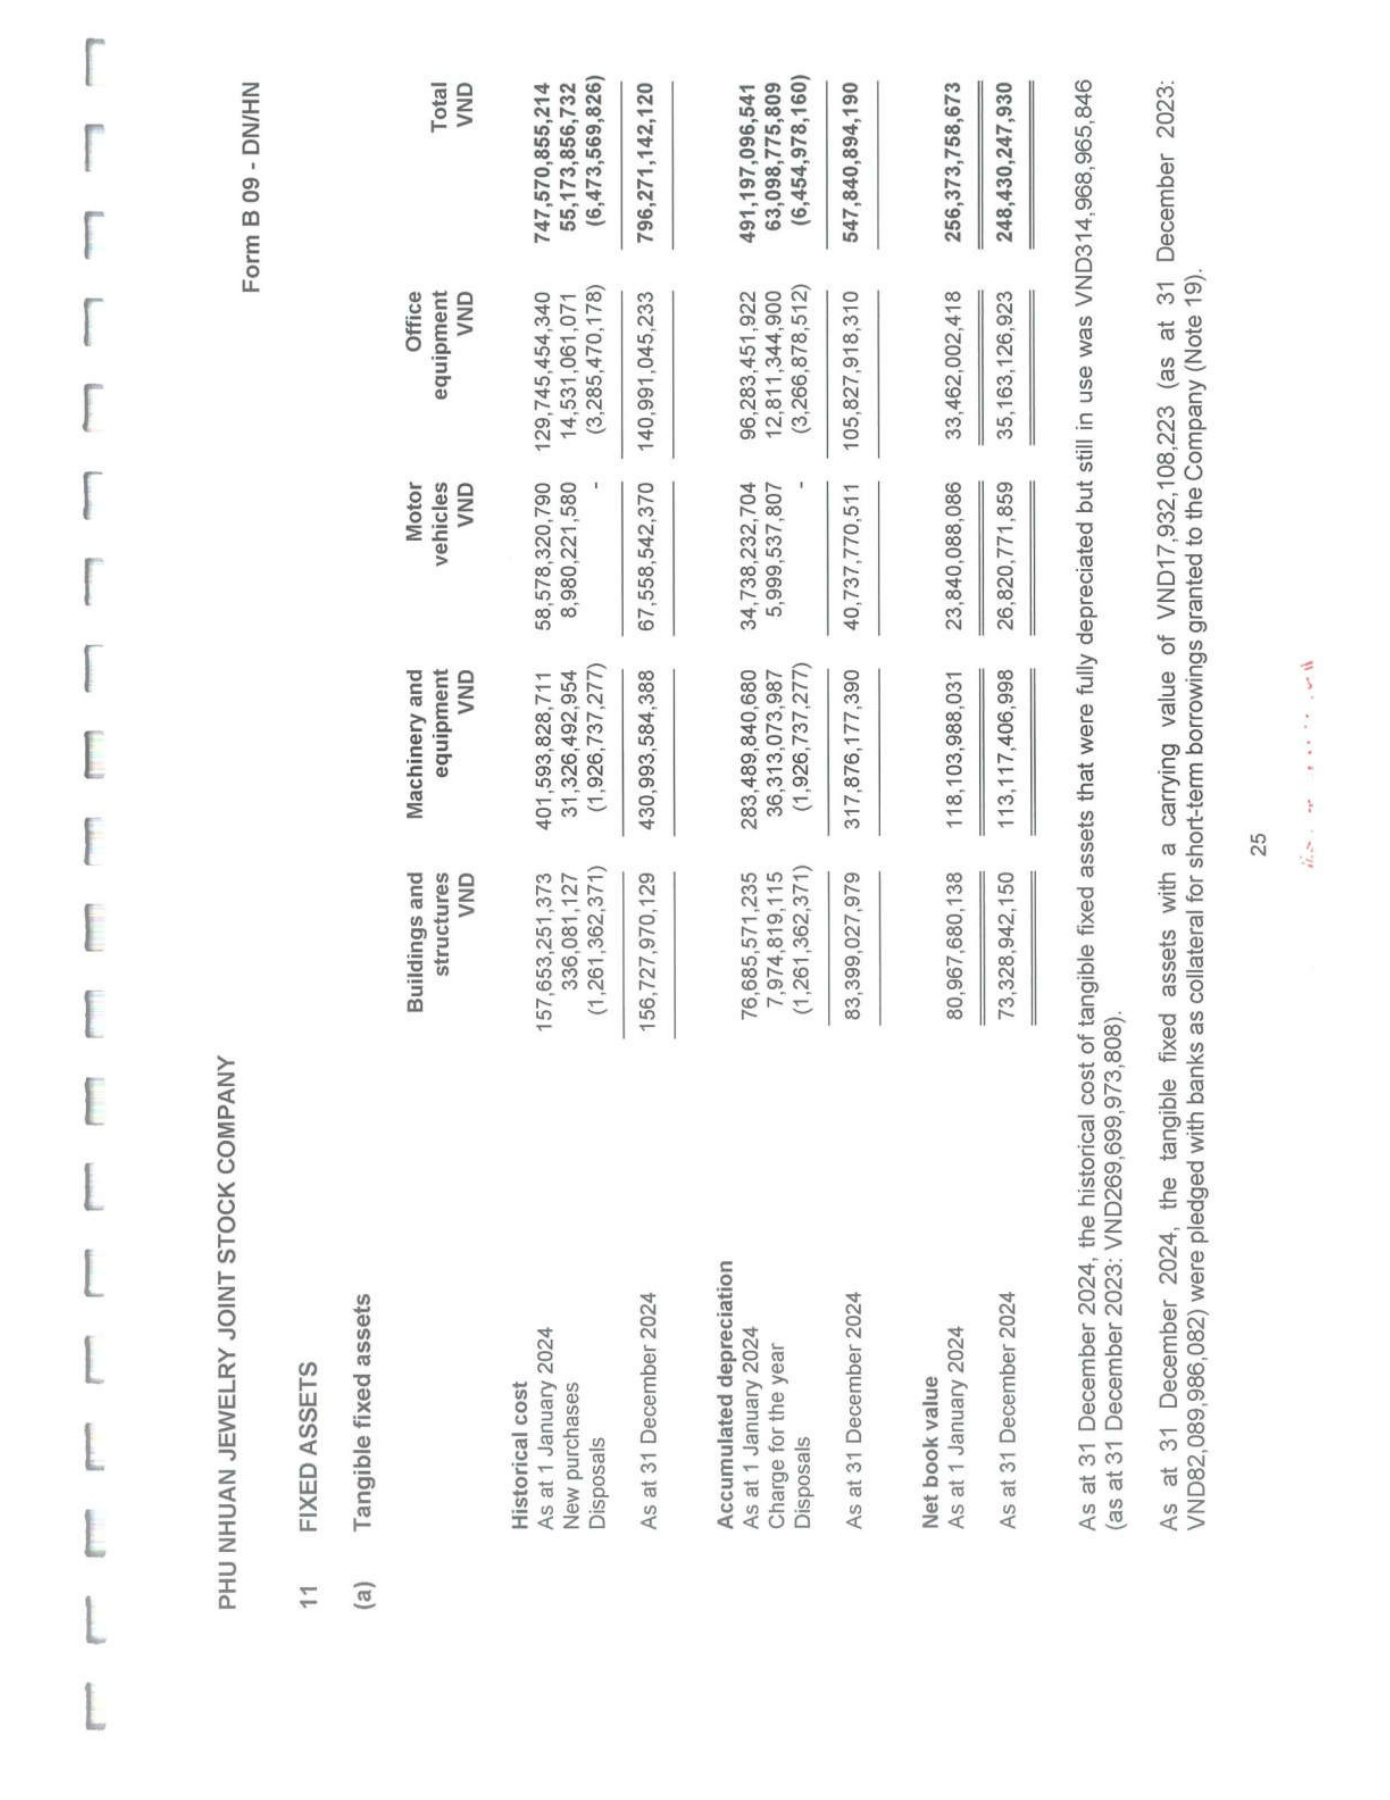 PHU NHUAN JEWELRY JOINT STOCK COMPANY
Form B 09 - DN/HN
11 FIXED ASSETS
(a) Tangible fixed assets
Buildings and Machinery and Motor Office
structures equipment vehicles equipment Total
VND VND VND VND VND
Historical cost
As at 1 January 2024 157,653,251,373 401,593,828,711 58,578,320,790 129,745,454,340 747,570,855,214
New purchases 336,081,127 31,326,492,954 8,980,221,580 14,531,061,071 55,173,856,732
Disposals (1,261,362,371) (1,926,737,277) - (3,285,470,178) (6,473,569,826)
As at 31 December 2024 156,727,970,129 430,993,584,388 67,558,542,370 140,991,045,233 796,271,142,120
Accumulated depreciation
As at 1 January 2024 76,685,571,235 283,489,840,680 34,738,232,704 96,283,451,922 491,197,096,541
Charge for the year 7,974,819,115 36,313,073,987 5,999,537,807 12,811,344,900 63,098,775,809
Disposals (1,261,362,371) (1,926,737,277) - (3,266,878,512) (6,454,978,160)
As at 31 December 2024 83,399,027,979 317,876,177,390 40,737,770,511 105,827,918,310 547,840,894,190
Net book value
As at 1 January 2024 80,967,680,138 118,103,988,031 23,840,088,086 33,462,002,418 256,373,758,673
As at 31 December 2024 73,328,942,150 113,117,406,998 26,820,771,859 35,163,126,923 248,430,247,930
As at 31 December 2024, the historical cost of tangible fixed assets that were fully depreciated but still in use was VND314,968,965,846
(as at 31 December 2023: VND269,699,973,808).
As at 31 December 2024, the tangible fixed assets with a carrying value of VND17,932,108,223 (as at 31 December 2023:
VND82,089,986,082) were pledged with banks as collateral for short-term borrowings granted to the Company (Note 19).
25